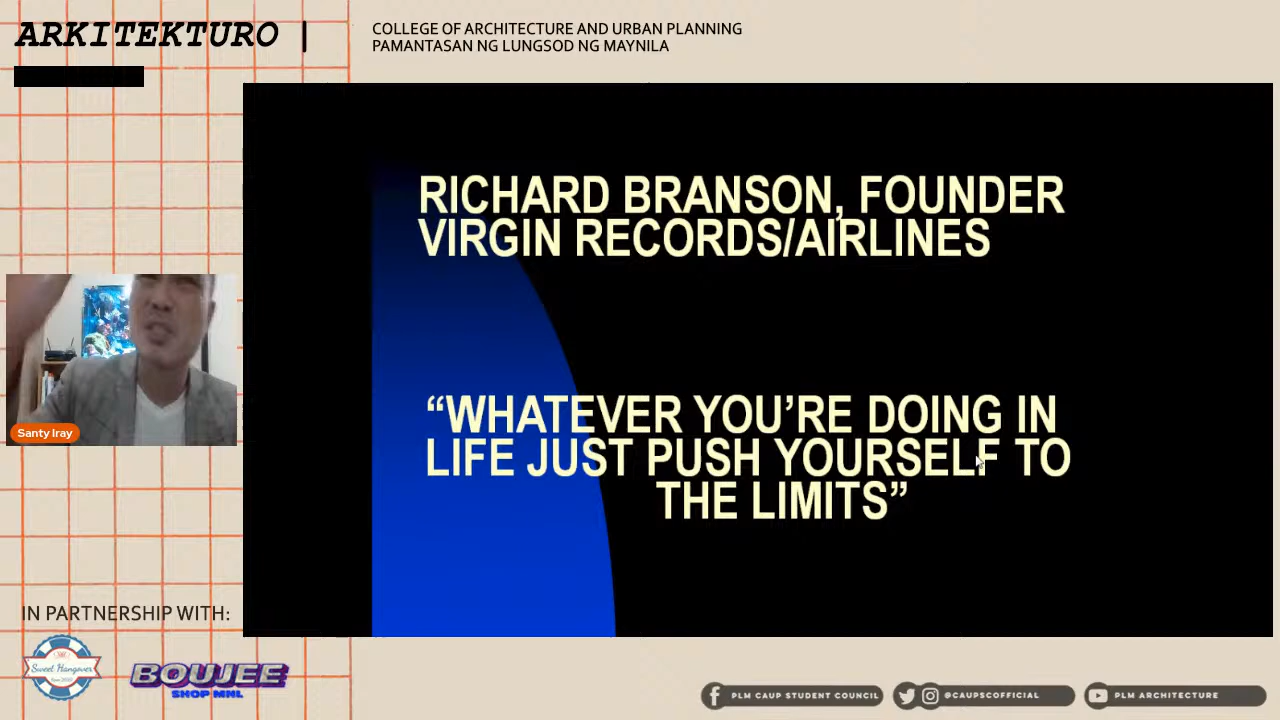 ARKITEKTURO |
COLLEGE OF ARCHITECTURE AND URBAN PLANNING
PAMANTASAN NG LUNGSOD NG MAYNILA
RICHARD BRANSON, FOUNDER
VIRGIN RECORDS/AIRLINES
“WHATEVER YOU’RE DOING IN
LIFE JUST PUSH YOURSELF TO
THE LIMITS”
Santy Iray
IN PARTNERSHIP WITH:
Sweet Hangover
BOUJEE
SHOP MNL
PLM CAUP STUDENT COUNCIL
@CAUPSCOFFICIAL
PLM ARCHITECTURE